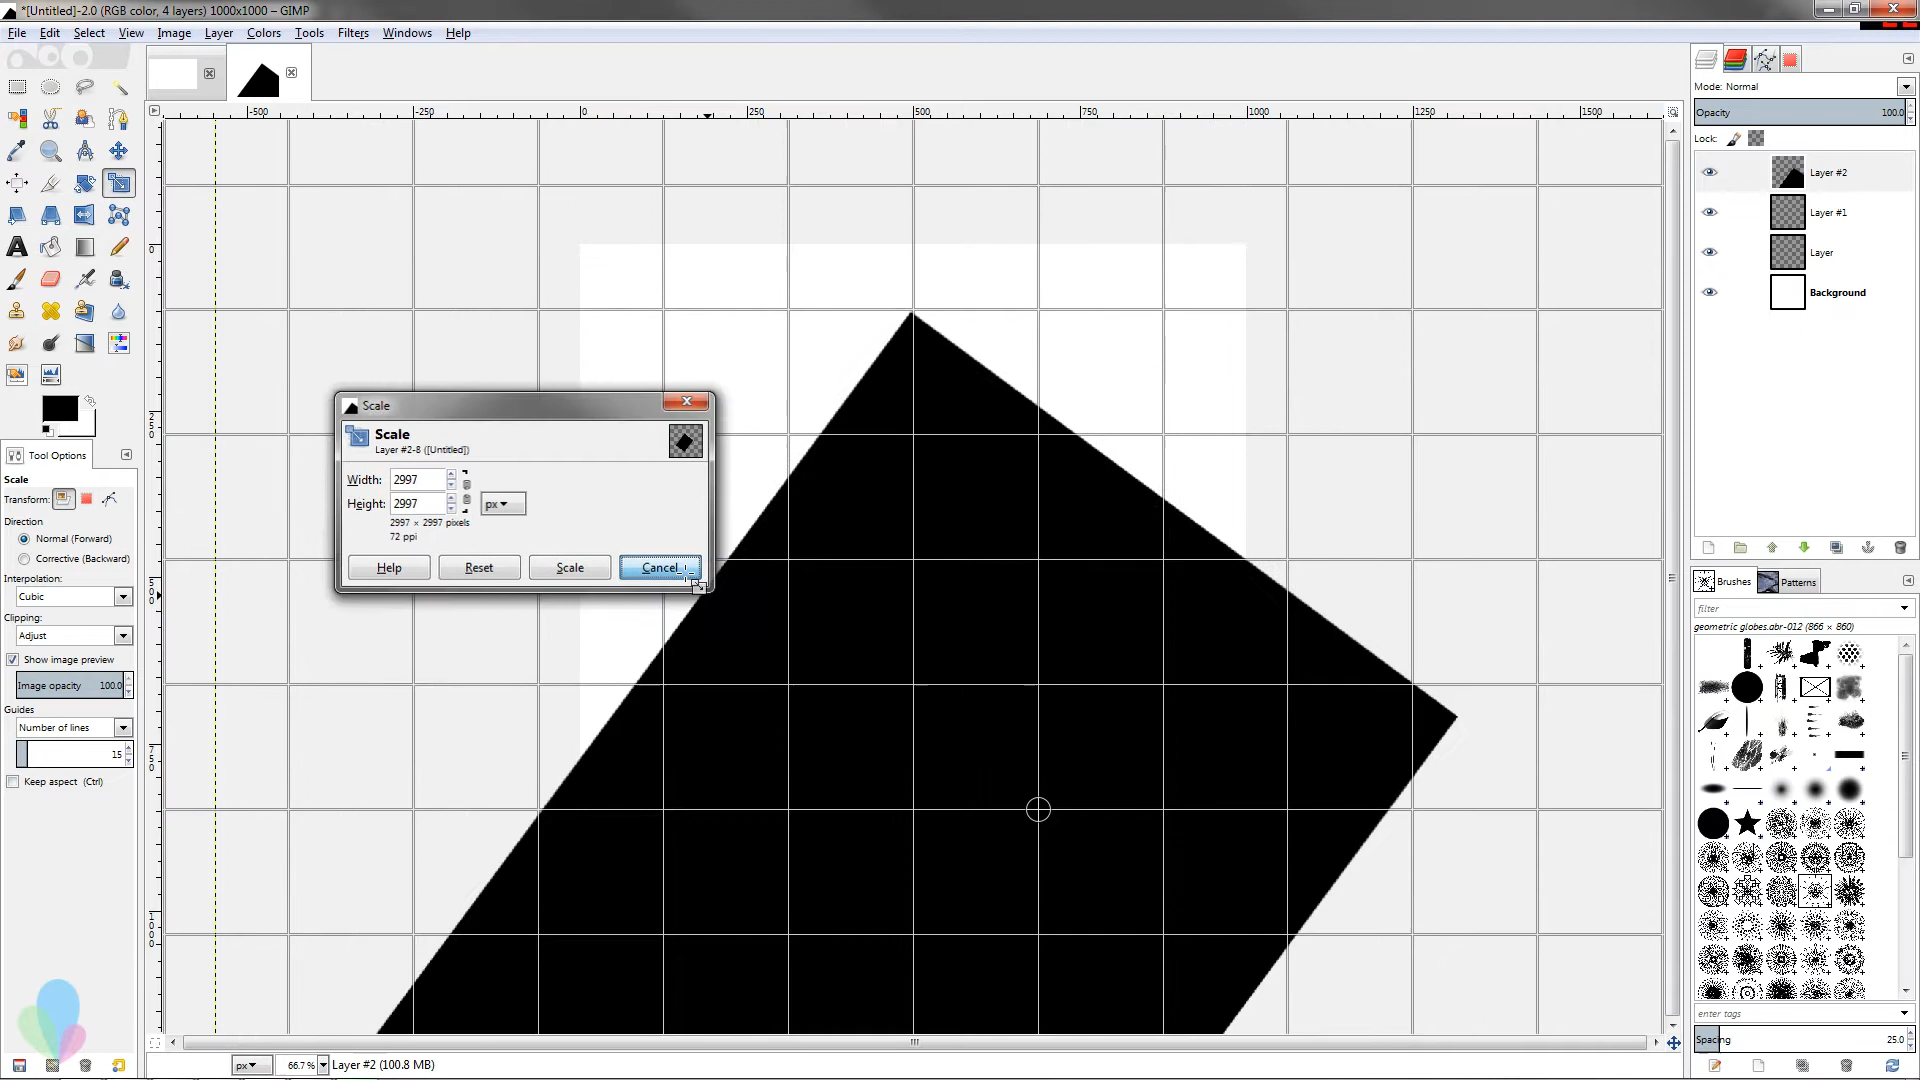 *[Untitled]-2.0 (RGB color, 4 layers) 1000x1000 – GIMP
File Edit Select View Image Layer Colors Tools Filters Windows Help
-500 -250 0 250 500 750 1000 1250 1500
0
250
500
750
1000
Tool Options
Scale
Transform:
Direction
Normal (Forward)
Corrective (Backward)
Interpolation:
Cubic
Clipping:
Adjust
Show image preview
Image opacity 100.0
Guides
Number of lines
15
Keep aspect (Ctrl)
Scale
Scale
Layer #2-8 ([Untitled])
Width: 2997
Height: 2997 px
2997 × 2997 pixels
72 ppi
Help Reset Scale Cancel
px 66.7 % Layer #2 (100.8 MB)
Mode: Normal
Opacity 100.0
Lock:
Layer #2
Layer #1
Layer
Background
Brushes Patterns
filter
geometric globes.abr-012 (866 × 860)
enter tags
Spacing 25.0